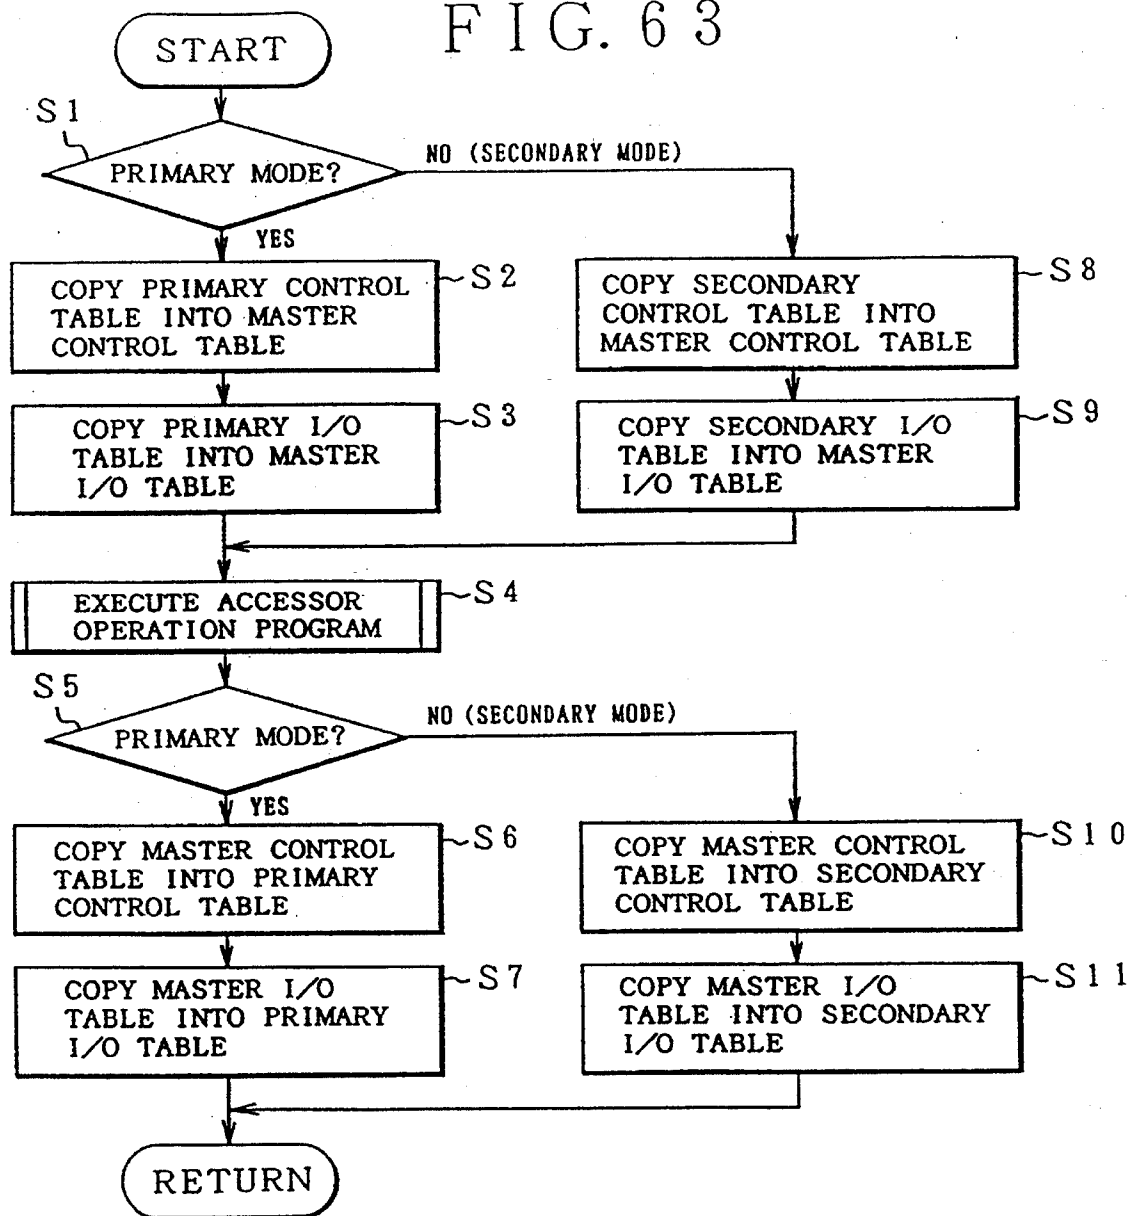 FIG. 63
START
S1
PRIMARY MODE?
NO (SECONDARY MODE)
YES
COPY PRIMARY CONTROL
TABLE INTO MASTER
CONTROL TABLE
S2
COPY SECONDARY
CONTROL TABLE INTO
MASTER CONTROL TABLE
S8
COPY PRIMARY I/O
TABLE INTO MASTER
I/O TABLE
S3
COPY SECONDARY I/O
TABLE INTO MASTER
I/O TABLE
S9
EXECUTE ACCESSOR
OPERATION PROGRAM
S4
S5
PRIMARY MODE?
NO (SECONDARY MODE)
YES
COPY MASTER CONTROL
TABLE INTO PRIMARY
CONTROL TABLE
S6
COPY MASTER CONTROL
TABLE INTO SECONDARY
CONTROL TABLE
S10
COPY MASTER I/O
TABLE INTO PRIMARY
I/O TABLE
S7
COPY MASTER I/O
TABLE INTO SECONDARY
I/O TABLE
S11
RETURN